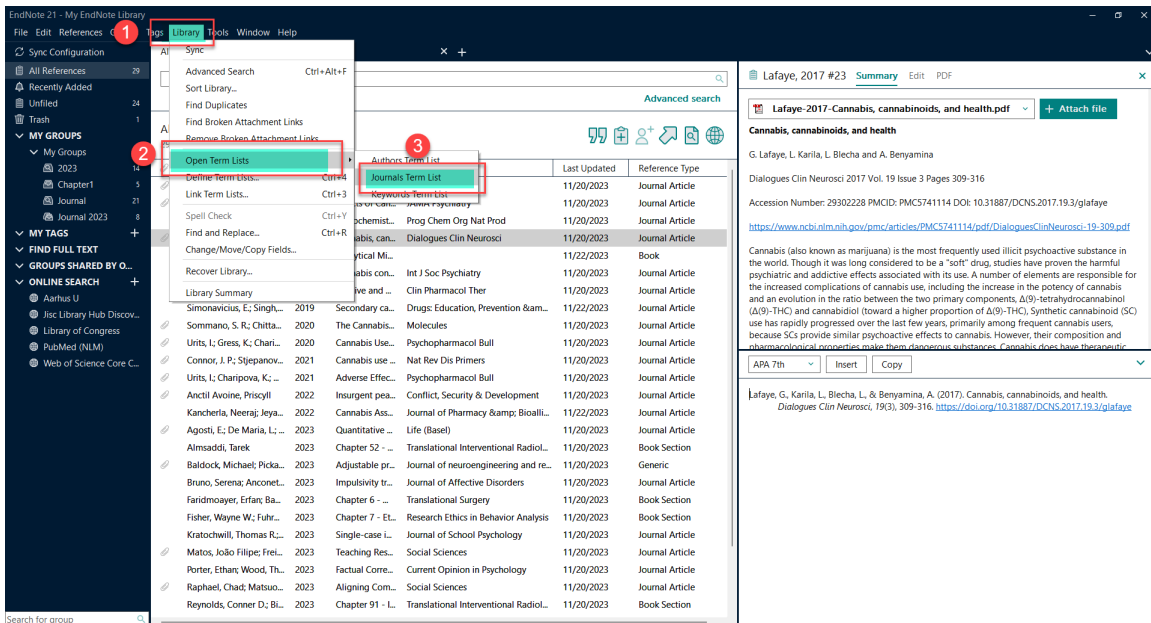 EndNote 21 - My EndNote Library
File Edit References Tags Library Tools Window Help
1
Sync Configuration
All References 29
Recently Added
Unfiled 24
Trash 1
MY GROUPS
My Groups
2023 14
Chapter1 5
Journal 21
Journal 2023 8
MY TAGS +
FIND FULL TEXT
GROUPS SHARED BY O...
ONLINE SEARCH +
Aarhus U
Jisc Library Hub Discov...
Library of Congress
PubMed (NLM)
Web of Science Core C...
Search for group
Sync
Advanced Search Ctrl+Alt+F
Sort Library...
Find Duplicates
Find Broken Attachment Links
Remove Broken Attachment Links
2
Open Term Lists
Define Term Lists... Ctrl+4
Link Term Lists... Ctrl+3
Spell Check Ctrl+Y
Find and Replace... Ctrl+R
Change/Move/Copy Fields...
Recover Library...
Library Summary
3
Authors Term List
Journals Term List
Keywords Term List
Advanced search
Last Updated Reference Type
11/20/2023 Journal Article
JAMA Psychiatry 11/20/2023 Journal Article
ochemist... Prog Chem Org Nat Prod 11/20/2023 Journal Article
abis, can... Dialogues Clin Neurosci 11/20/2023 Journal Article
ytical Mi... 11/22/2023 Book
abis con... Int J Soc Psychiatry 11/20/2023 Journal Article
ive and ... Clin Pharmacol Ther 11/20/2023 Journal Article
Simonavicius, E.; Singh,... 2019 Secondary ca... Drugs: Education, Prevention &am... 11/22/2023 Journal Article
Sommano, S. R.; Chitta... 2020 The Cannabis... Molecules 11/20/2023 Journal Article
Urits, I.; Gress, K.; Chari... 2020 Cannabis Use... Psychopharmacol Bull 11/20/2023 Journal Article
Connor, J. P.; Stjepanov... 2021 Cannabis use ... Nat Rev Dis Primers 11/20/2023 Journal Article
Urits, I.; Charipova, K.; ... 2021 Adverse Effec... Psychopharmacol Bull 11/20/2023 Journal Article
Anctil Avoine, Priscyll 2022 Insurgent pea... Conflict, Security & Development 11/20/2023 Journal Article
Kancherla, Neeraj; Jeya... 2022 Cannabis Ass... Journal of Pharmacy &amp; Bioalli... 11/22/2023 Journal Article
Agosti, E.; De Maria, L.; ... 2023 Quantitative ... Life (Basel) 11/20/2023 Journal Article
Almsaddi, Tarek 2023 Chapter 52 - ... Translational Interventional Radiol... 11/20/2023 Book Section
Baldock, Michael; Picka... 2023 Adjustable pr... Journal of neuroengineering and re... 11/20/2023 Generic
Bruno, Serena; Anconet... 2023 Impulsivity tr... Journal of Affective Disorders 11/20/2023 Journal Article
Faridmoayer, Erfan; Ba... 2023 Chapter 6 - ... Translational Surgery 11/20/2023 Book Section
Fisher, Wayne W.; Fuhr... 2023 Chapter 7 - Et... Research Ethics in Behavior Analysis 11/20/2023 Book Section
Kratochwill, Thomas R.;... 2023 Single-case i... Journal of School Psychology 11/20/2023 Journal Article
Matos, João Filipe; Frei... 2023 Teaching Res... Social Sciences 11/20/2023 Journal Article
Porter, Ethan; Wood, Th... 2023 Factual Corre... Current Opinion in Psychology 11/20/2023 Journal Article
Raphael, Chad; Matsuo... 2023 Aligning Com... Social Sciences 11/20/2023 Journal Article
Reynolds, Conner D.; Bi... 2023 Chapter 91 - I... Translational Interventional Radiol... 11/20/2023 Book Section
Lafaye, 2017 #23 Summary Edit PDF
Lafaye-2017-Cannabis, cannabinoids, and health.pdf + Attach file
Cannabis, cannabinoids, and health
G. Lafaye, L. Karila, L. Blecha and A. Benyamina
Dialogues Clin Neurosci 2017 Vol. 19 Issue 3 Pages 309-316
Accession Number: 29302228 PMCID: PMC5741114 DOI: 10.31887/DCNS.2017.19.3/glafaye
https://www.ncbi.nlm.nih.gov/pmc/articles/PMC5741114/pdf/DialoguesClinNeurosci-19-309.pdf
Cannabis (also known as marijuana) is the most frequently used illicit psychoactive substance in
the world. Though it was long considered to be a "soft" drug, studies have proven the harmful
psychiatric and addictive effects associated with its use. A number of elements are responsible for
the increased complications of cannabis use, including the increase in the potency of cannabis
and an evolution in the ratio between the two primary components, Δ(9)-tetrahydrocannabinol
(Δ(9)-THC) and cannabidiol (toward a higher proportion of Δ(9)-THC), Synthetic cannabinoid (SC)
use has rapidly progressed over the last few years, primarily among frequent cannabis users,
because SCs provide similar psychoactive effects to cannabis. However, their composition and
pharmacological properties make them dangerous substances. Cannabis does have therapeutic
APA 7th Insert Copy
Lafaye, G., Karila, L., Blecha, L., & Benyamina, A. (2017). Cannabis, cannabinoids, and health.
Dialogues Clin Neurosci, 19(3), 309-316. https://doi.org/10.31887/DCNS.2017.19.3/glafaye